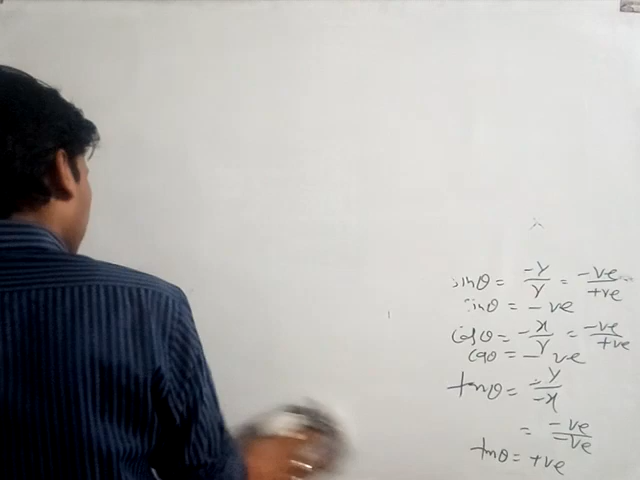 sinθ = -Y/Y = -ve/+ve
sinθ = -ve
cosθ = -x/Y = -ve/+ve
cosθ = -ve
tanθ = -Y/-x
= -ve/-ve
tanθ = +ve